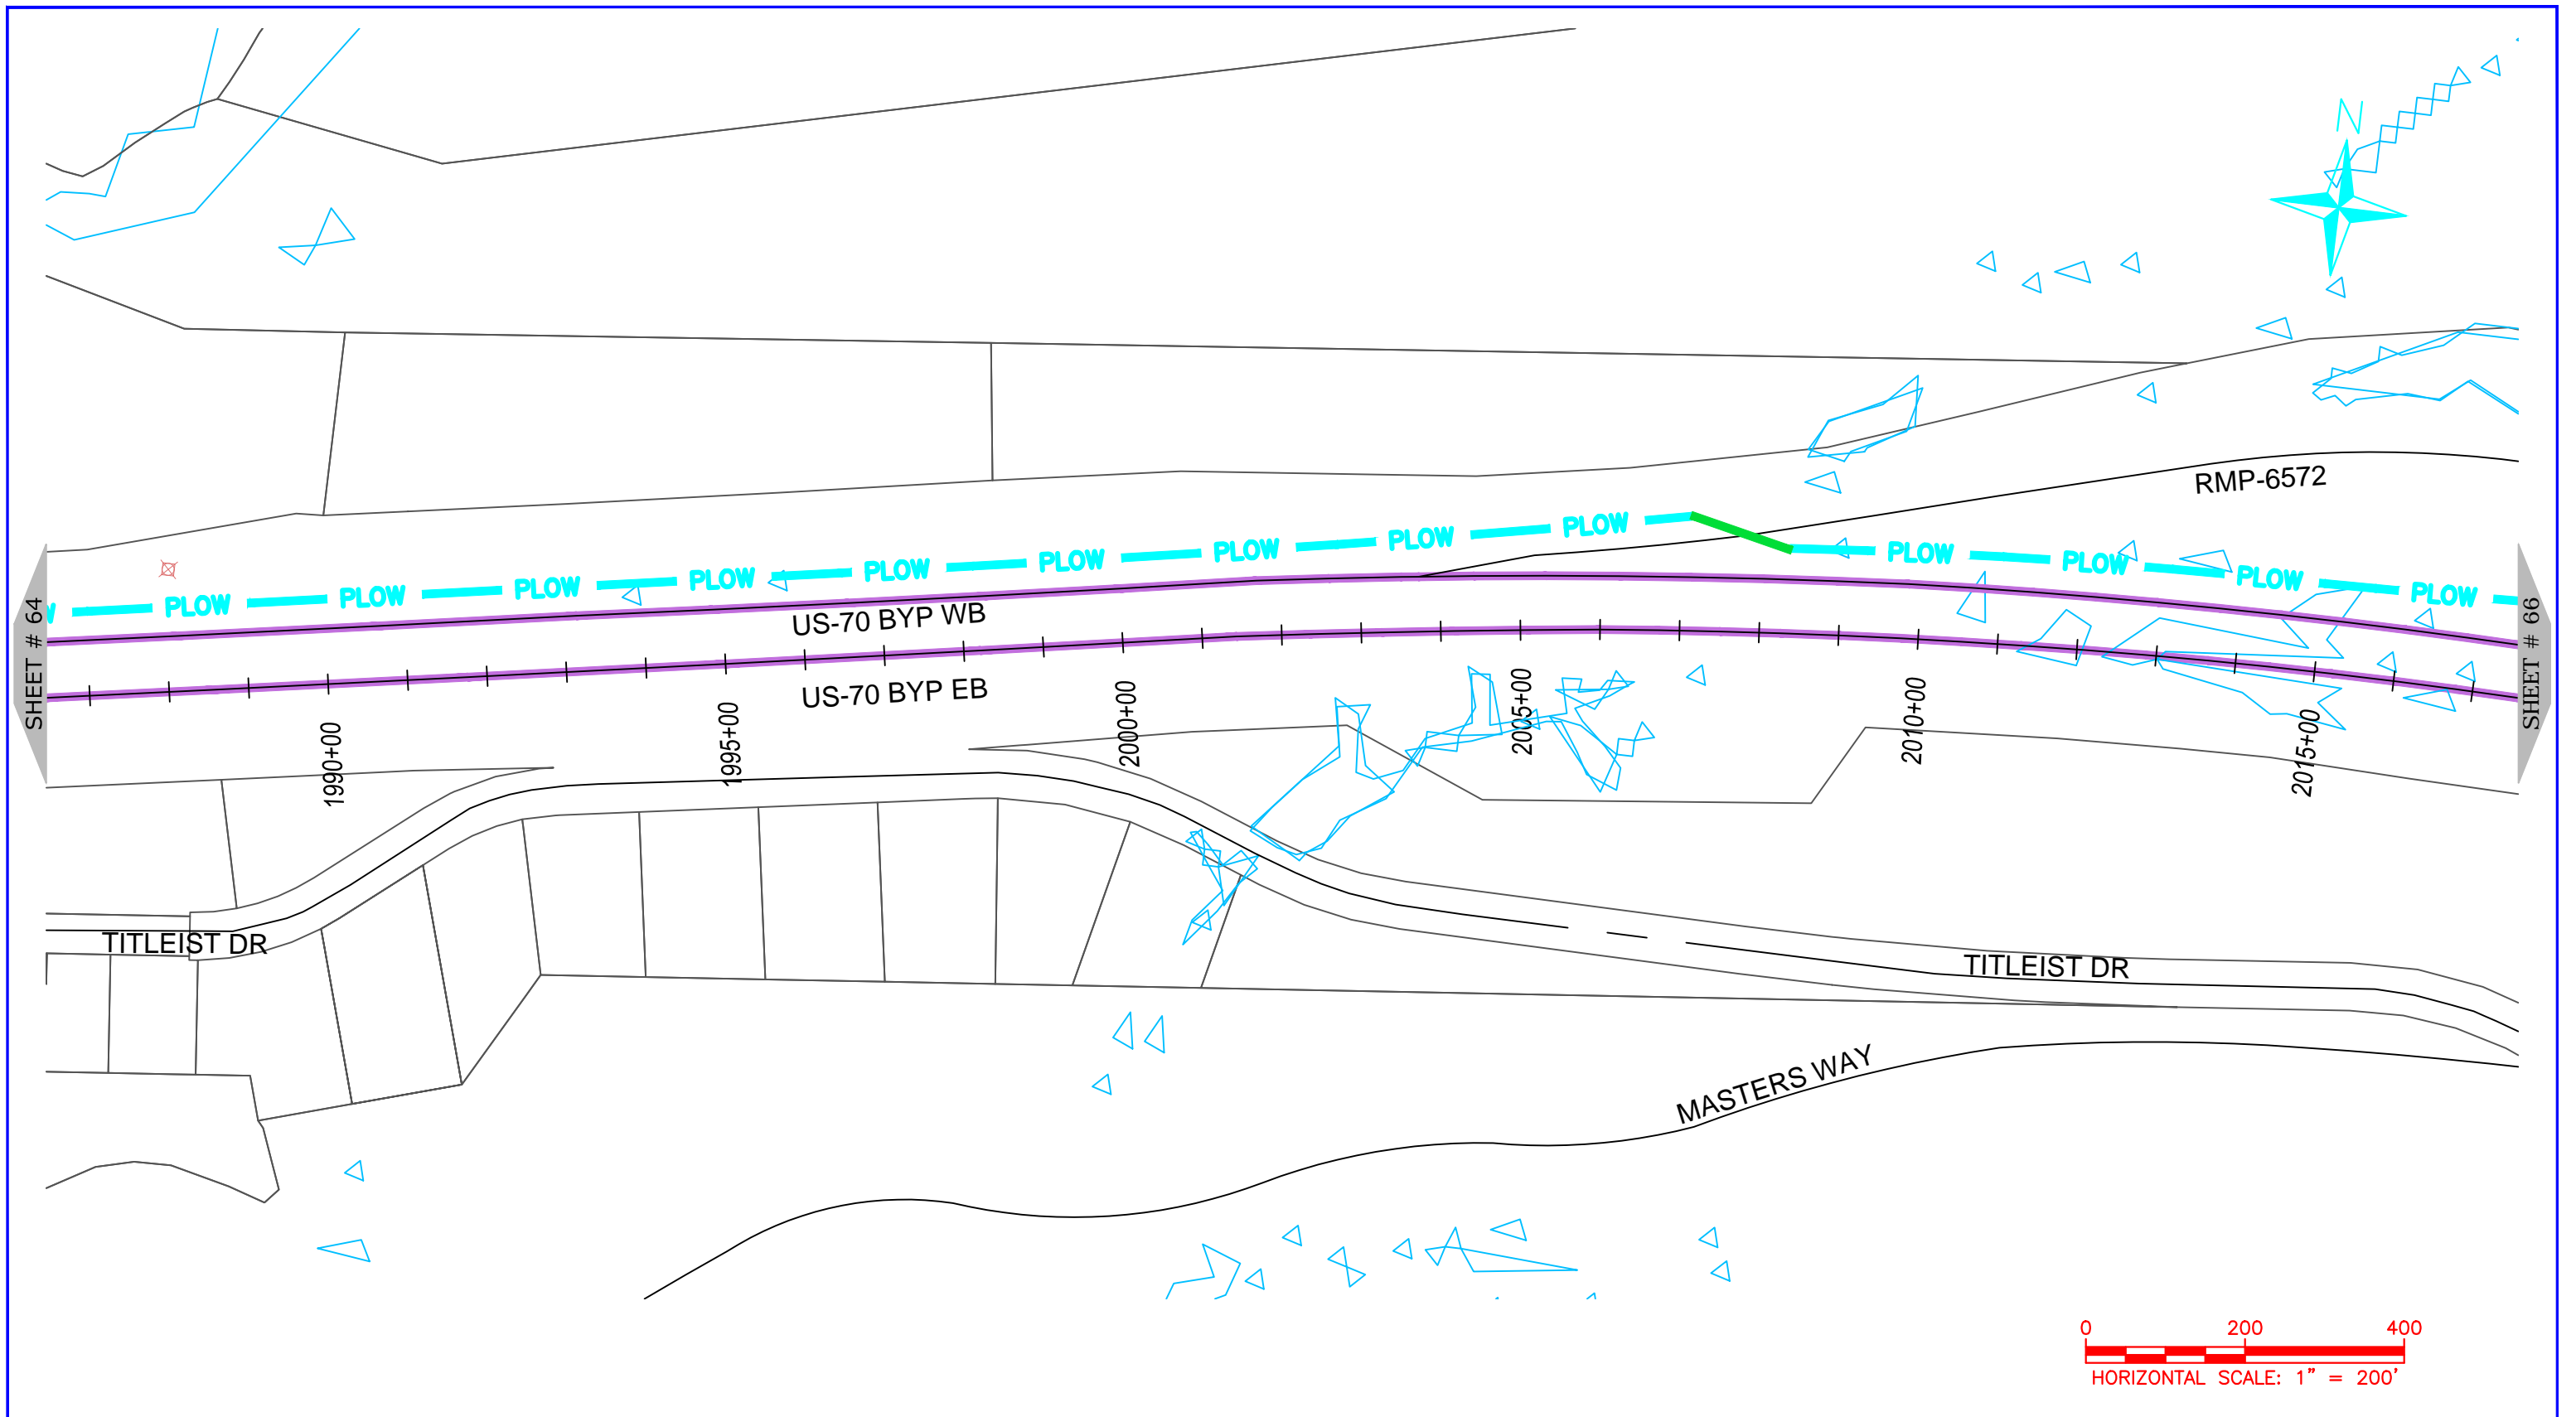 N
RMP-6572
PLOW PLOW PLOW PLOW PLOW PLOW PLOW PLOW PLOW PLOW PLOW PLOW PLOW
US-70 BYP WB
SHEET # 64
SHEET # 66
US-70 BYP EB
1990+00
1995+00
2000+00
2005+00
2010+00
2015+00
TITLEIST DR
TITLEIST DR
MASTERS WAY
0 200 400
HORIZONTAL SCALE: 1" = 200'